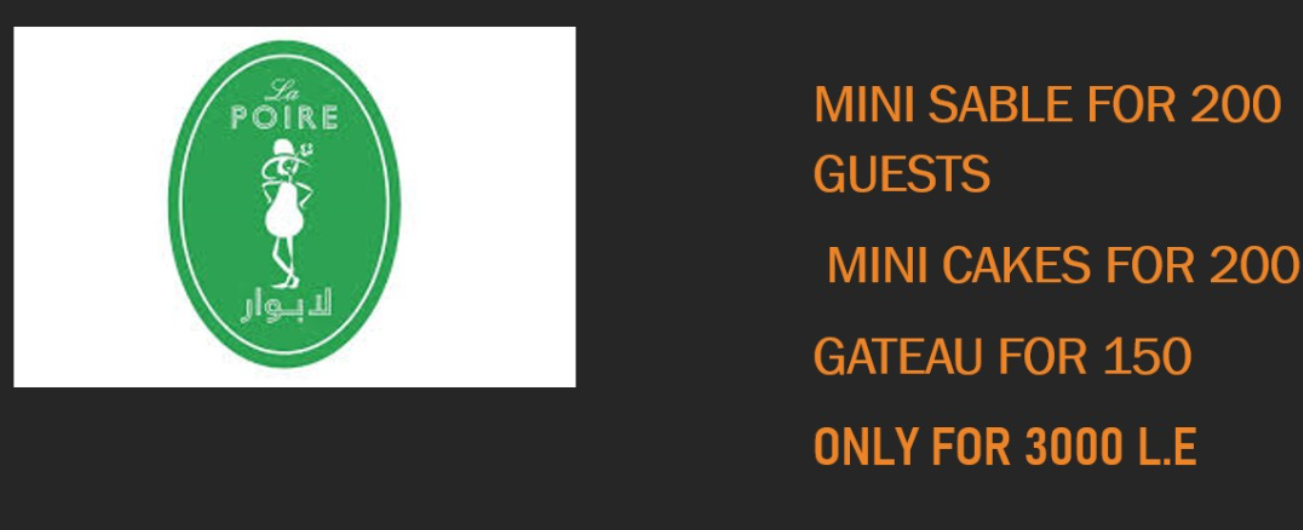 La
POIRE
لابوار
MINI SABLE FOR 200
GUESTS
MINI CAKES FOR 200
GATEAU FOR 150
ONLY FOR 3000 L.E